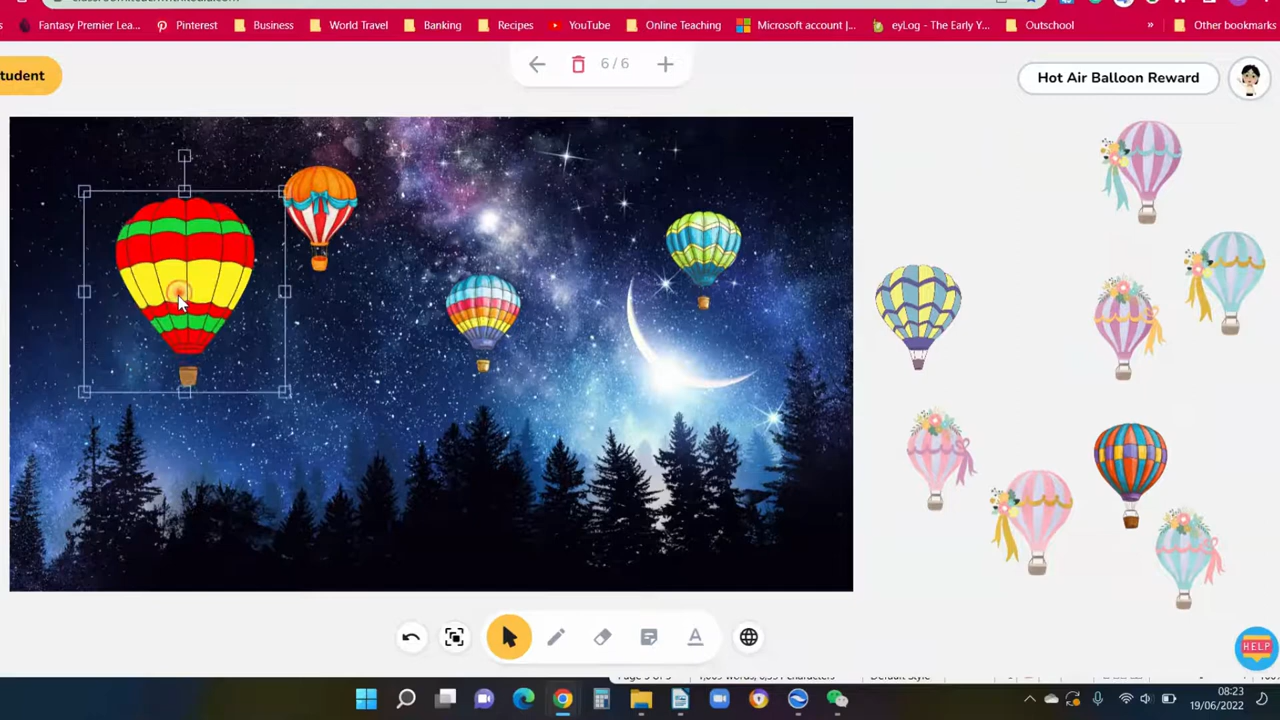 Fantasy Premier Lea...
Pinterest
Business
World Travel
Banking
Recipes
YouTube
Online Teaching
Microsoft account |...
eyLog - The Early Y...
Outschool
»
Other bookmarks
tudent
6 / 6
Hot Air Balloon Reward
A
HELP
08:23
19/06/2022